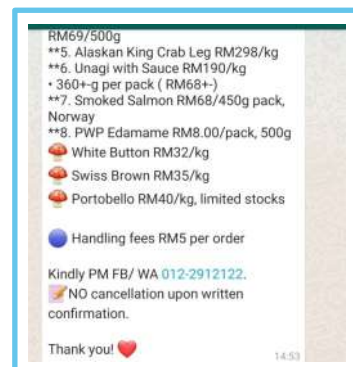 RM69/500g
**5. Alaskan King Crab Leg RM298/kg
**6. Unagi with Sauce RM190/kg
• 360+-g per pack ( RM68+-)
**7. Smoked Salmon RM68/450g pack,
Norway
**8. PWP Edamame RM8.00/pack, 500g
White Button RM32/kg
Swiss Brown RM35/kg
Portobello RM40/kg, limited stocks
Handling fees RM5 per order
Kindly PM FB/ WA 012-2912122.
NO cancellation upon written
confirmation.
Thank you!
14:53